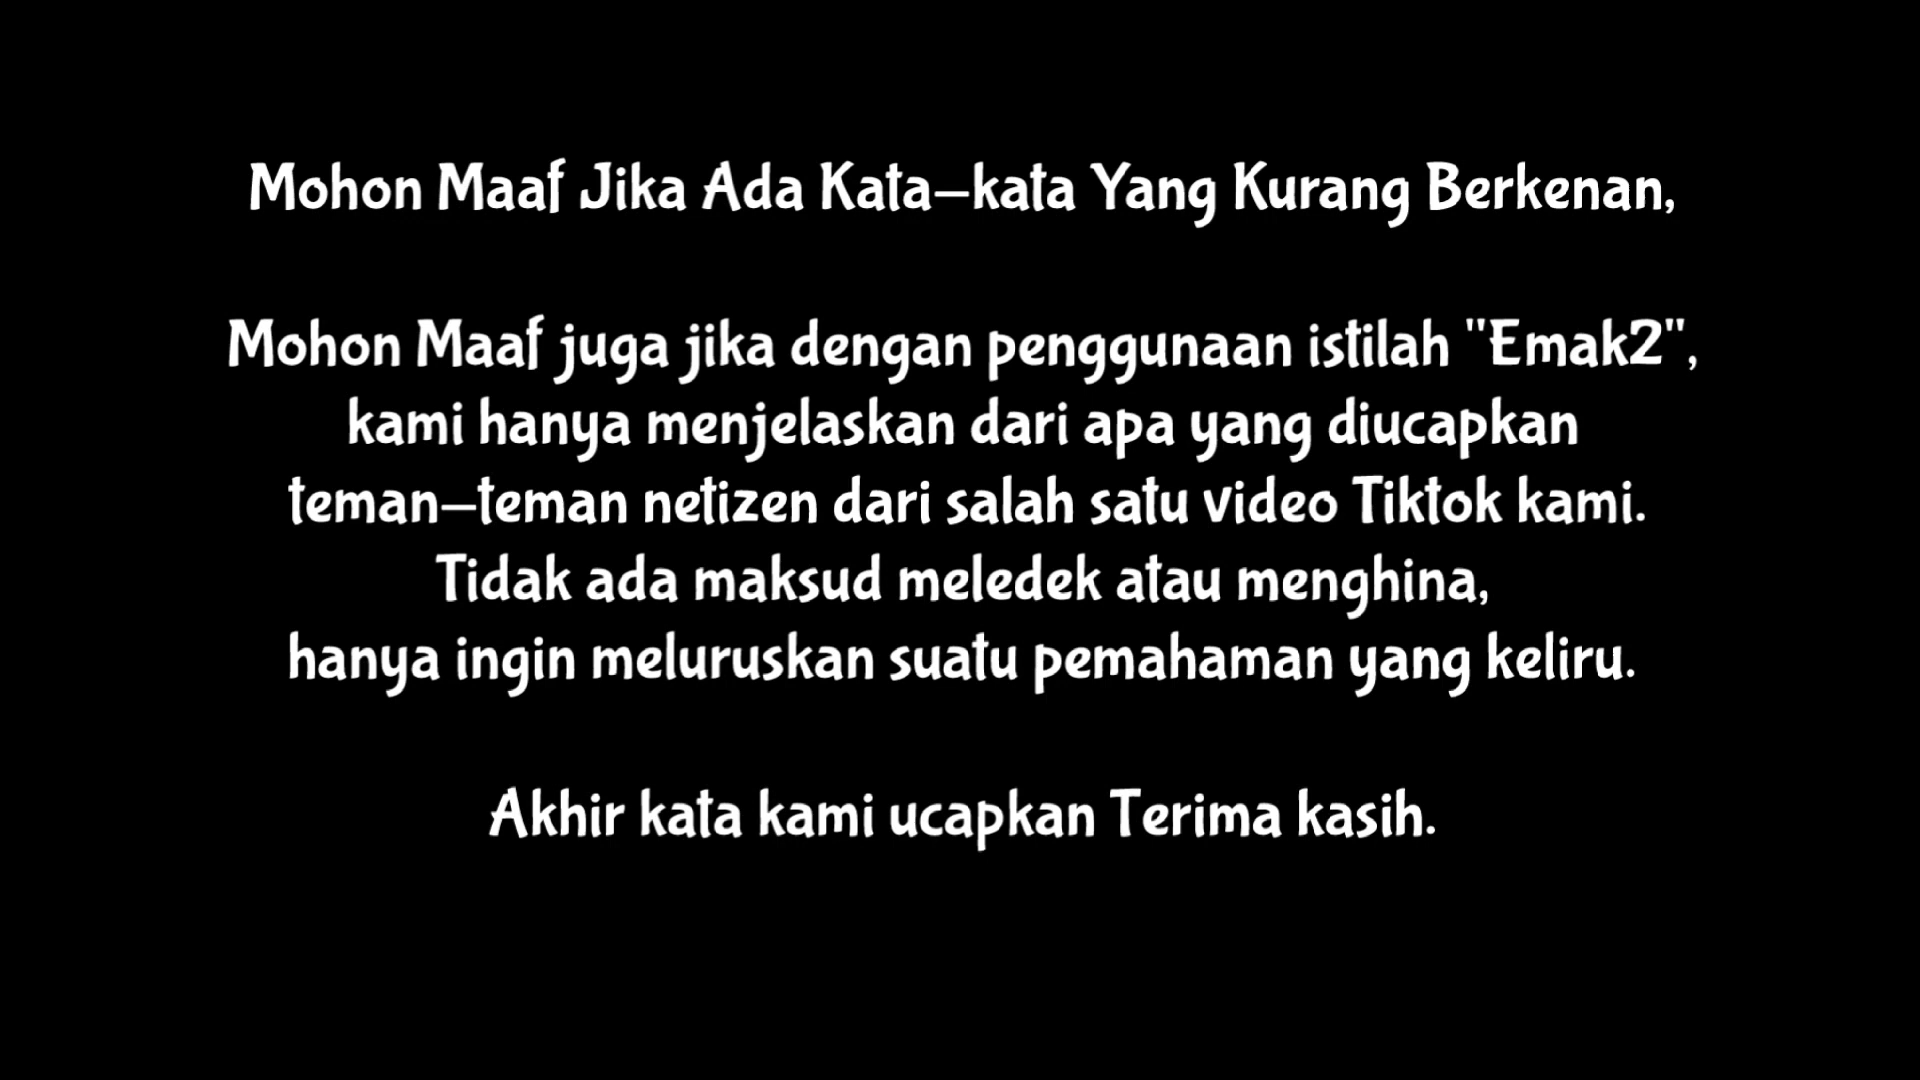 Mohon Maaf Jika Ada Kata-kata Yang Kurang Berkenan,
Mohon Maaf juga jika dengan penggunaan istilah "Emak2",
kami hanya menjelaskan dari apa yang diucapkan
teman-teman netizen dari salah satu video Tiktok kami.
Tidak ada maksud meledek atau menghina,
hanya ingin meluruskan suatu pemahaman yang keliru.
Akhir kata kami ucapkan Terima kasih.